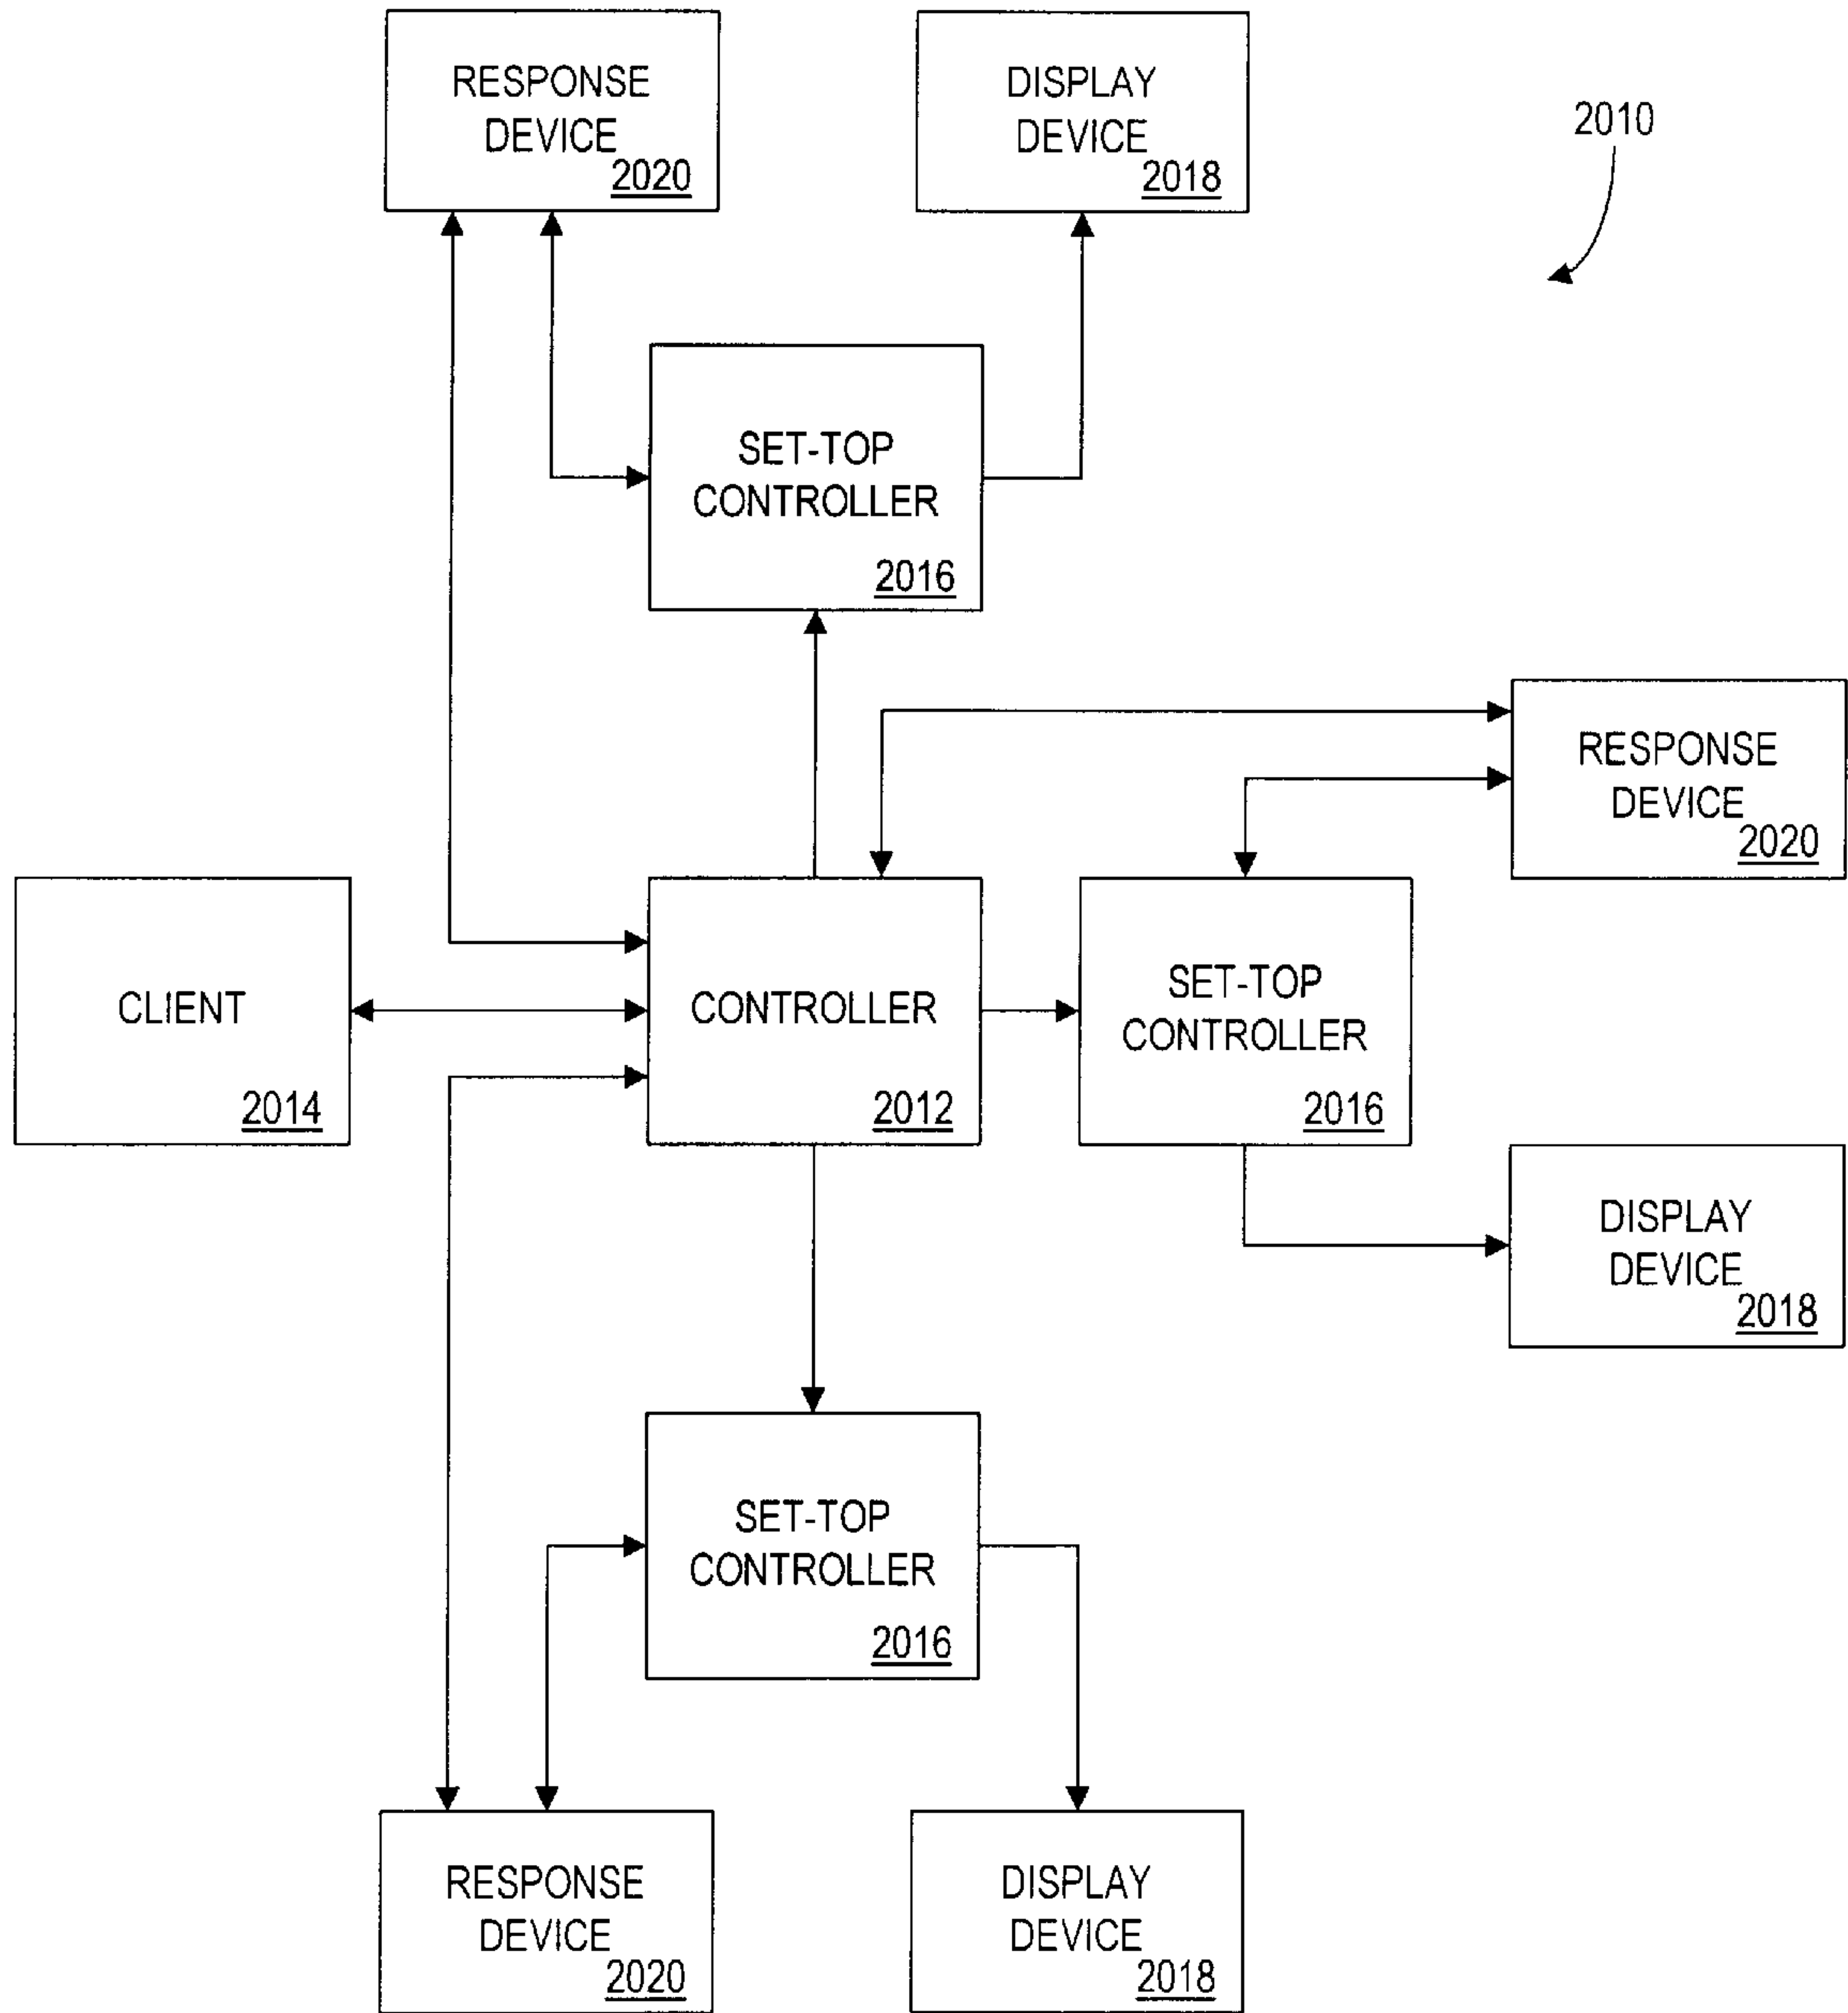 RESPONSE
DEVICE
2020
DISPLAY
DEVICE
2018
2010
SET-TOP
CONTROLLER
2016
RESPONSE
DEVICE
2020
CLIENT
2014
CONTROLLER
2012
SET-TOP
CONTROLLER
2016
DISPLAY
DEVICE
2018
SET-TOP
CONTROLLER
2016
RESPONSE
DEVICE
2020
DISPLAY
DEVICE
2018